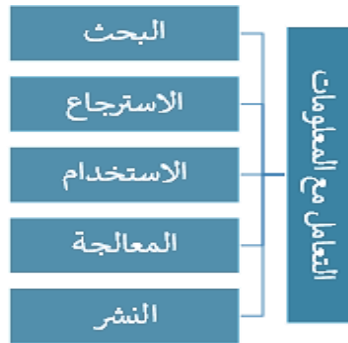 التعامل مع المعلومات
البحث
الاسترجاع
الاستخدام
المعالجة
النشر